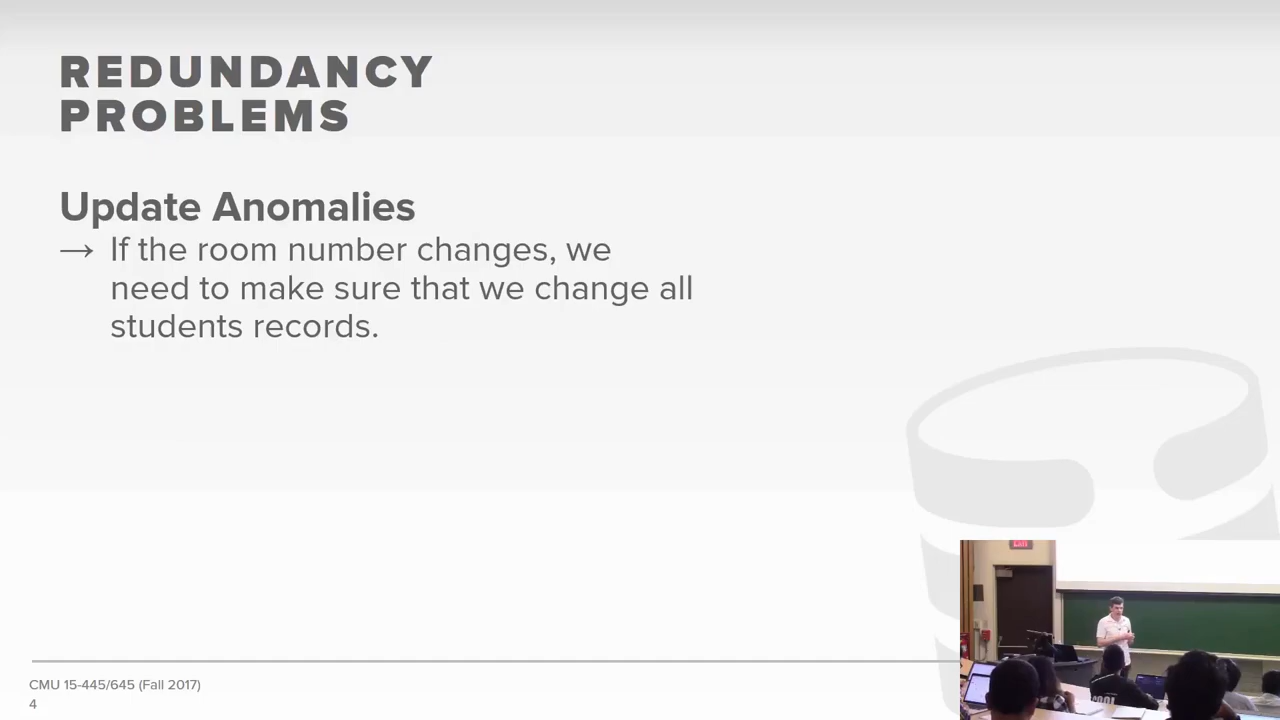 REDUNDANCY
PROBLEMS
Update Anomalies
→ If the room number changes, we
need to make sure that we change all
students records.
CMU 15-445/645 (Fall 2017)
4
EXIT